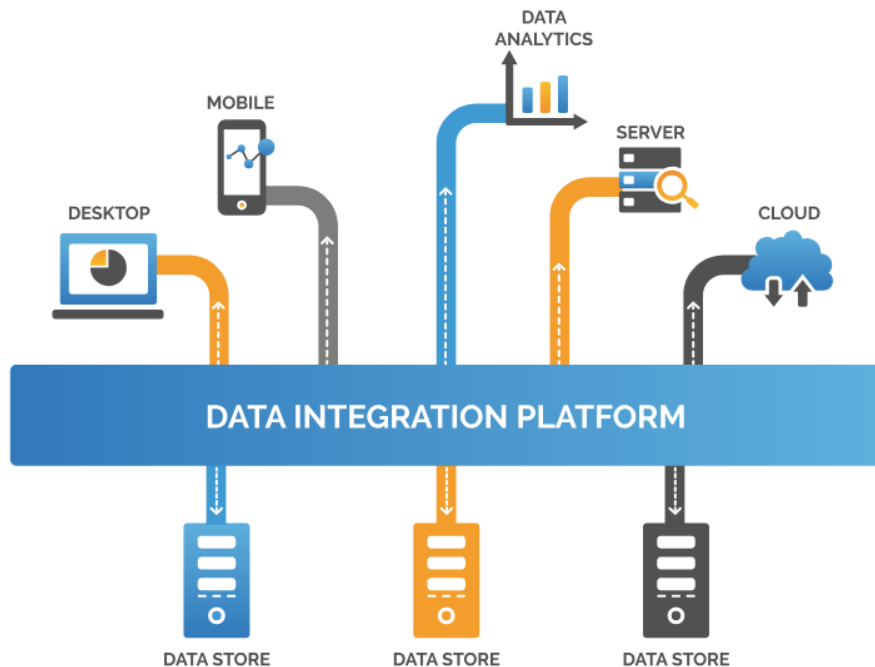 DATA
ANALYTICS
MOBILE
SERVER
DESKTOP
CLOUD
DATA INTEGRATION PLATFORM
DATA STORE
DATA STORE
DATA STORE